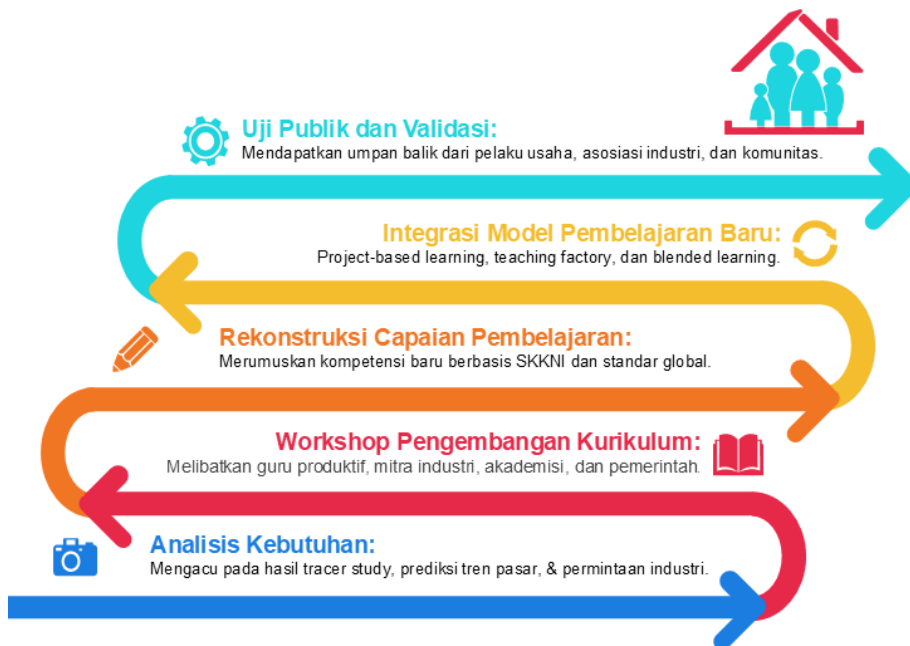 Uji Publik dan Validasi:
Mendapatkan umpan balik dari pelaku usaha, asosiasi industri, dan komunitas.
Integrasi Model Pembelajaran Baru:
Project-based learning, teaching factory, dan blended learning.
Rekonstruksi Capaian Pembelajaran:
Merumuskan kompetensi baru berbasis SKKNI dan standar global.
Workshop Pengembangan Kurikulum:
Melibatkan guru produktif, mitra industri, akademisi, dan pemerintah.
Analisis Kebutuhan:
Mengacu pada hasil tracer study, prediksi tren pasar, & permintaan industri.